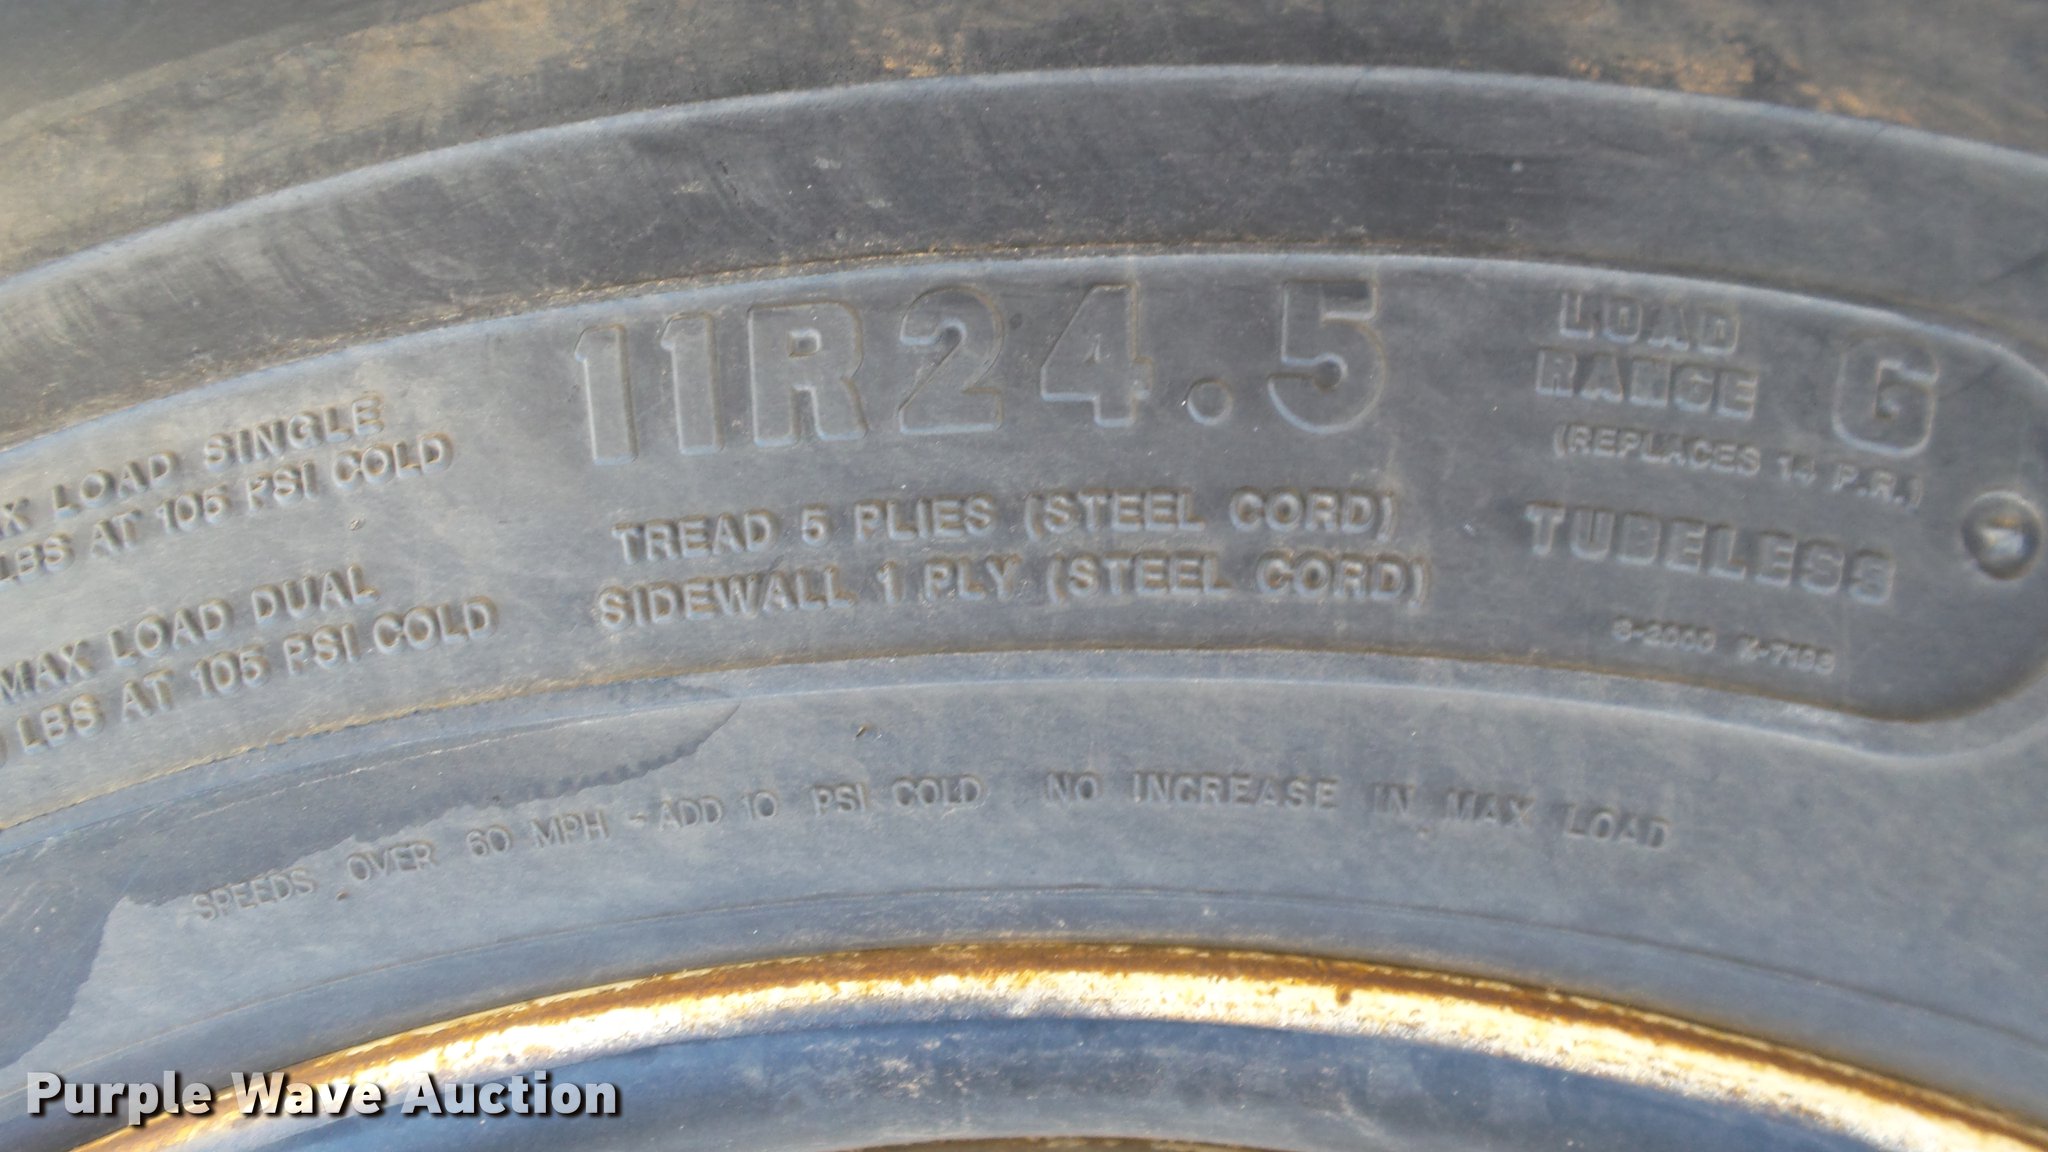 11R24.5
LOAD
RANGE G
(REPLACES 14 P.R.)
TUBELESS
LOAD SINGLE
LBS AT 105 PSI COLD
MAX LOAD DUAL
LBS AT 105 PSI COLD
TREAD 5 PLIES (STEEL CORD)
SIDEWALL 1 PLY (STEEL CORD)
SPEEDS OVER 60 MPH - ADD 10 PSI COLD NO INCREASE IN MAX LOAD
Purple Wave Auction